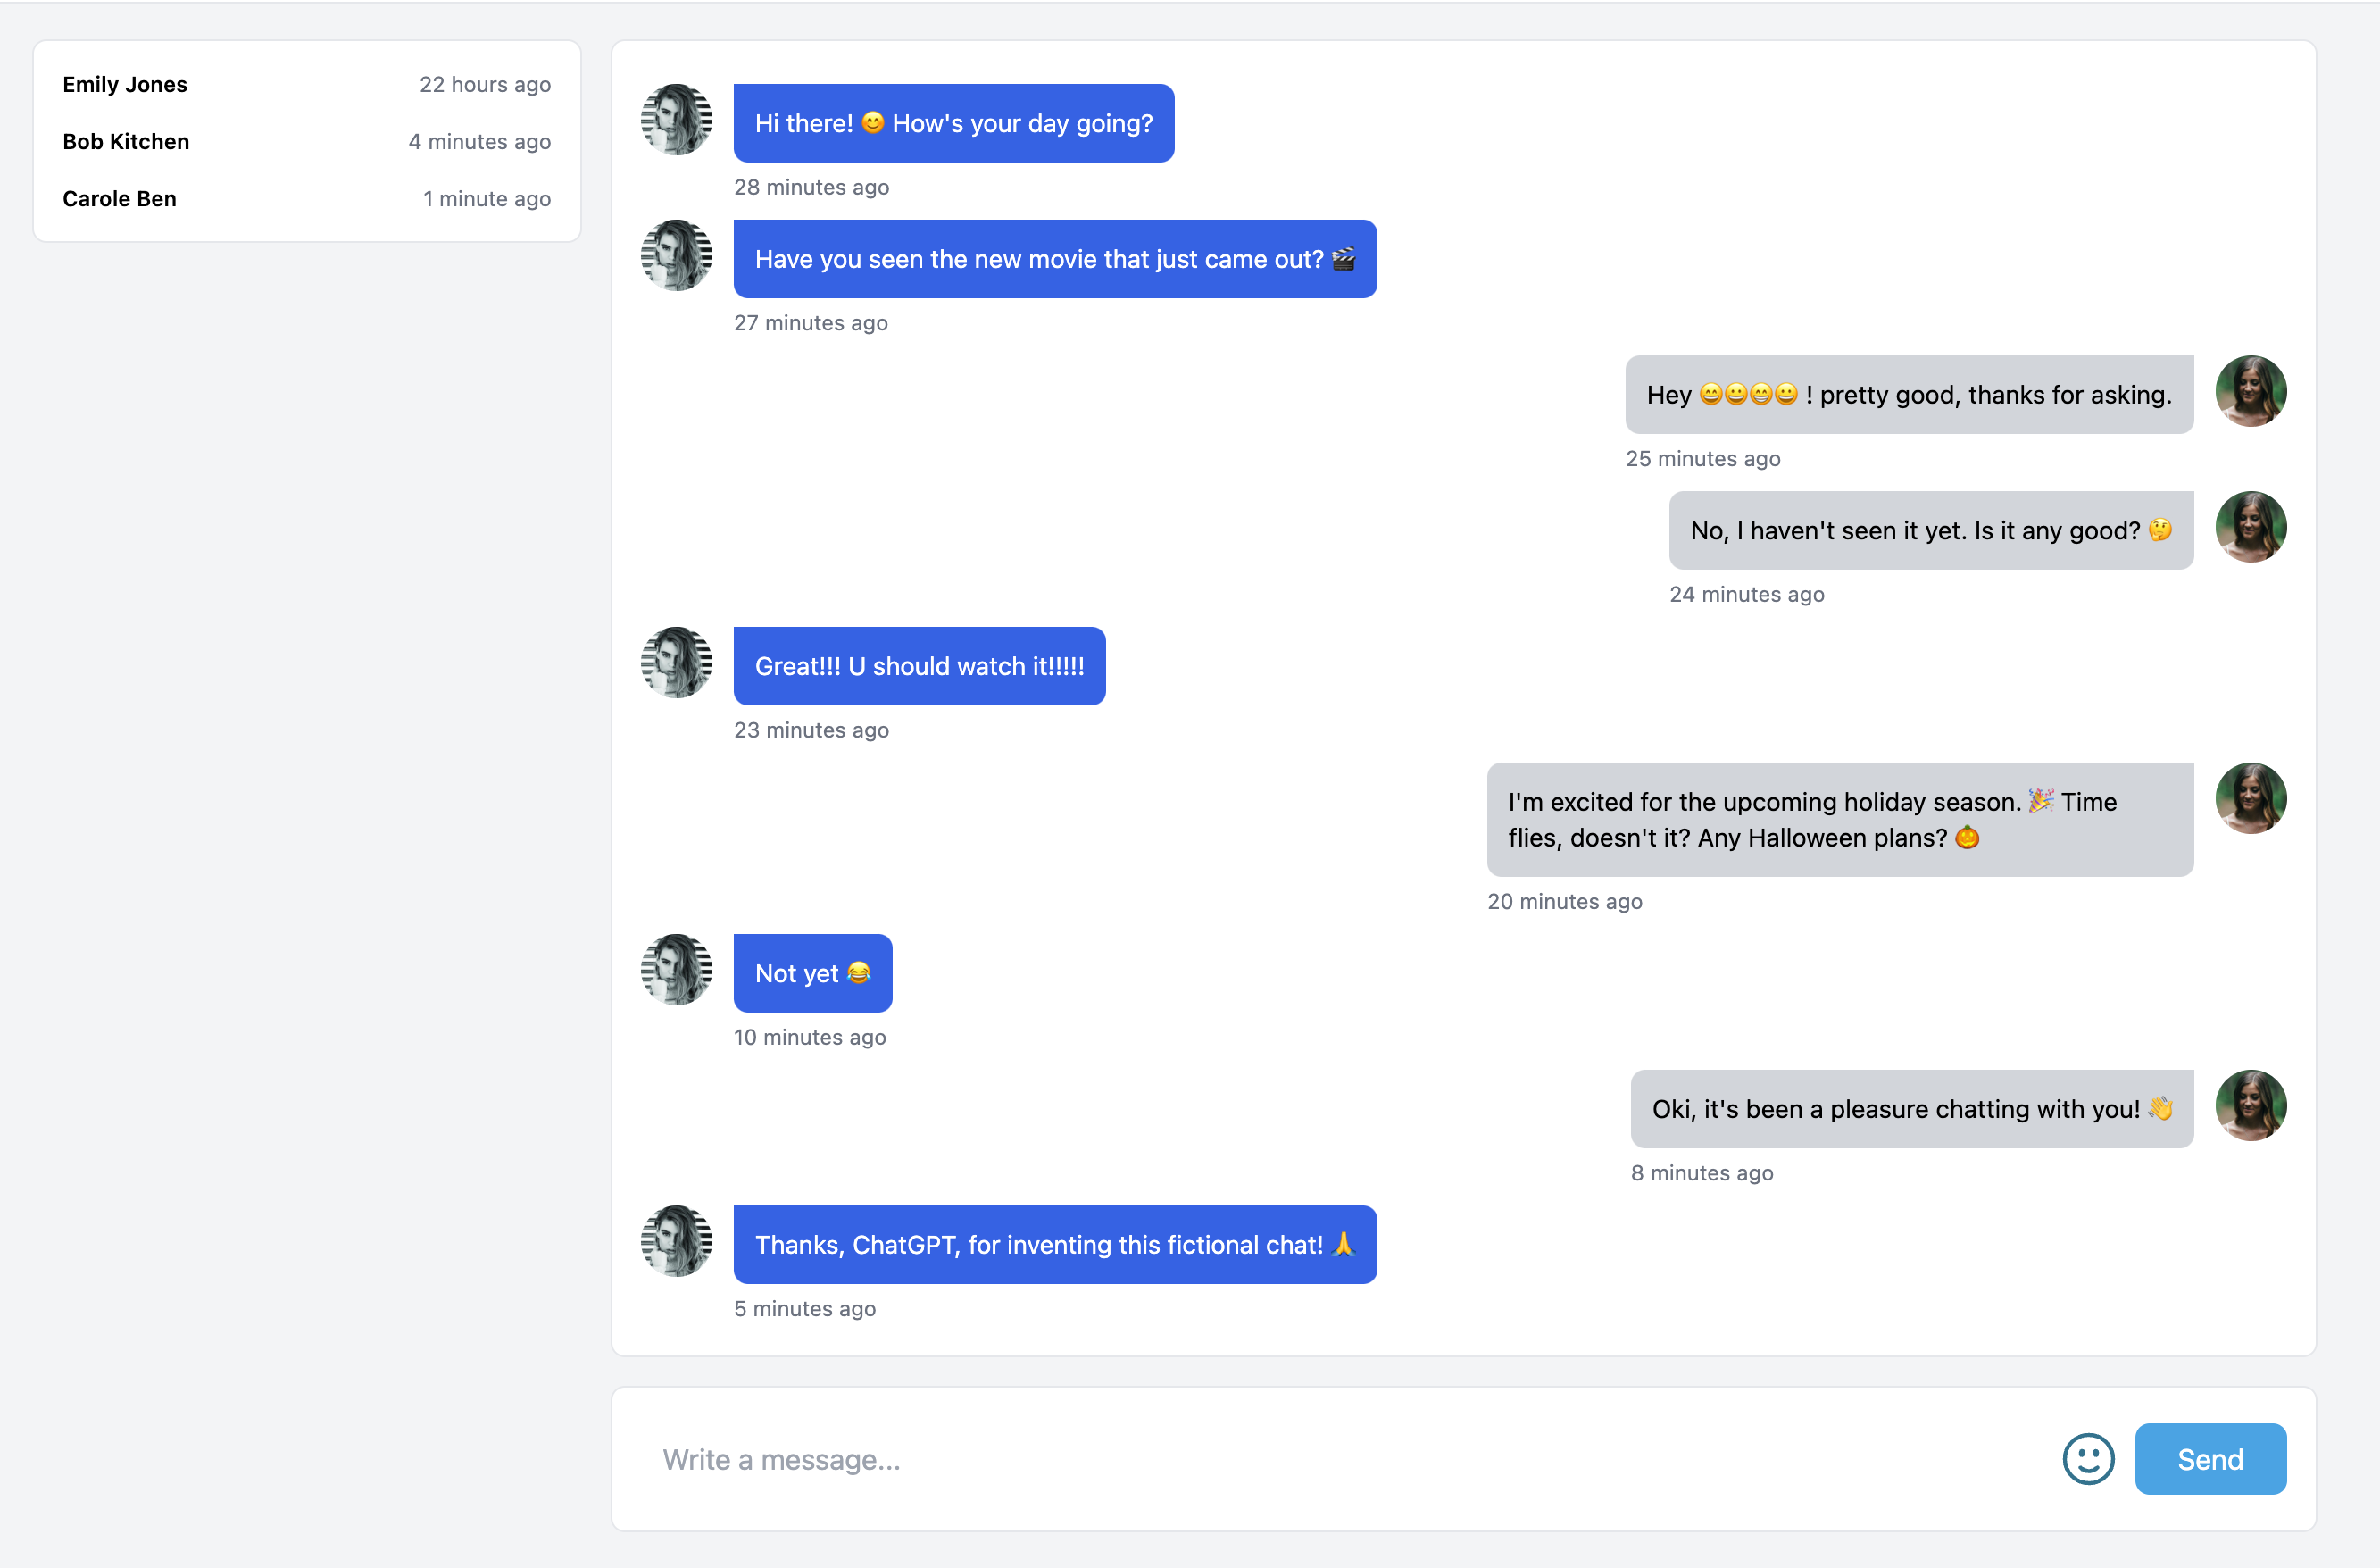 Emily Jones 22 hours ago
Bob Kitchen 4 minutes ago
Carole Ben 1 minute ago
Hi there! 😊 How's your day going?
28 minutes ago
Have you seen the new movie that just came out? 🎬
27 minutes ago
Hey 😄😀😁😀 ! pretty good, thanks for asking.
25 minutes ago
No, I haven't seen it yet. Is it any good? 🤔
24 minutes ago
Great!!! U should watch it!!!!!
23 minutes ago
I'm excited for the upcoming holiday season. 🎉 Time
flies, doesn't it? Any Halloween plans? 🎃
20 minutes ago
Not yet 😂
10 minutes ago
Oki, it's been a pleasure chatting with you! 👋
8 minutes ago
Thanks, ChatGPT, for inventing this fictional chat! 🙏
5 minutes ago
Write a message...
Send